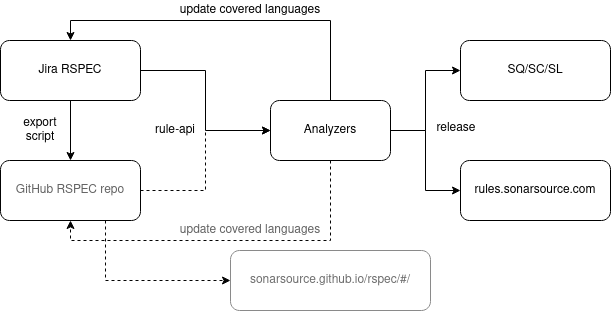 update covered languages
Jira RSPEC
SQ/SC/SL
export
script
rule-api
Analyzers
release
GitHub RSPEC repo
rules.sonarsource.com
update covered languages
sonarsource.github.io/rspec/#/